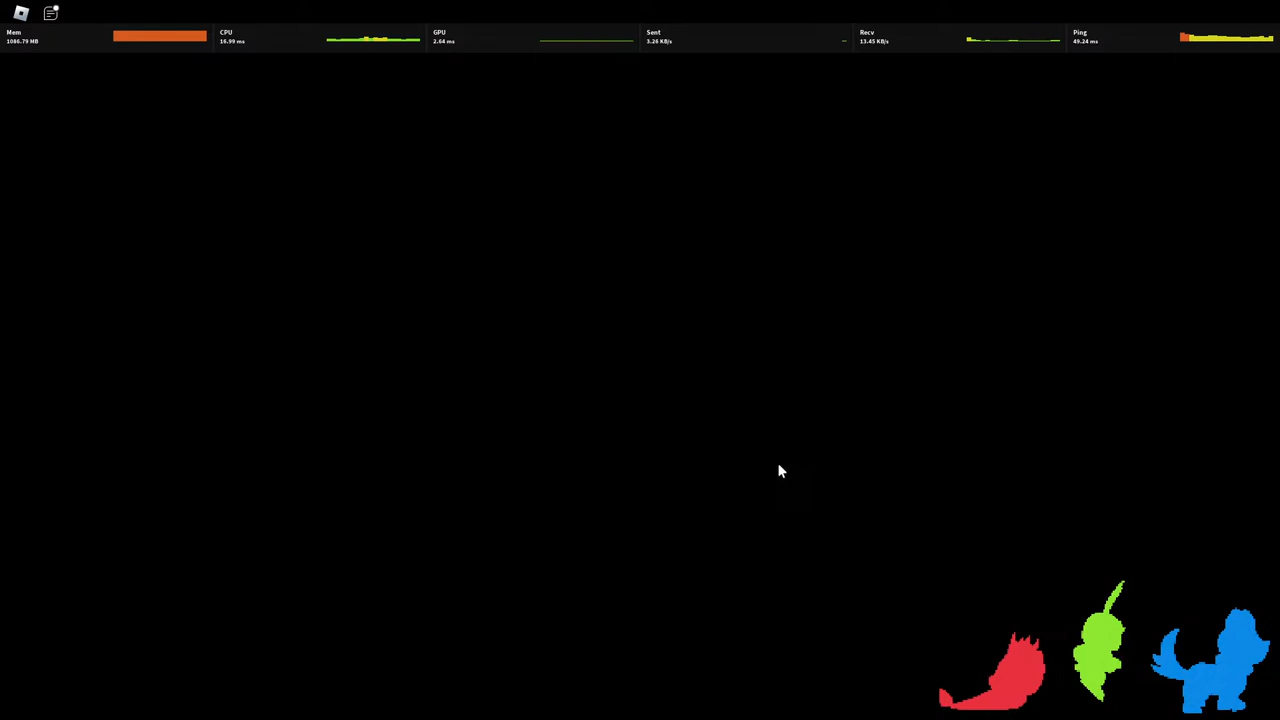 Mem
1086.79 MB
CPU
16.99 ms
GPU
2.64 ms
Sent
3.26 KB/s
Recv
13.45 KB/s
Ping
49.24 ms